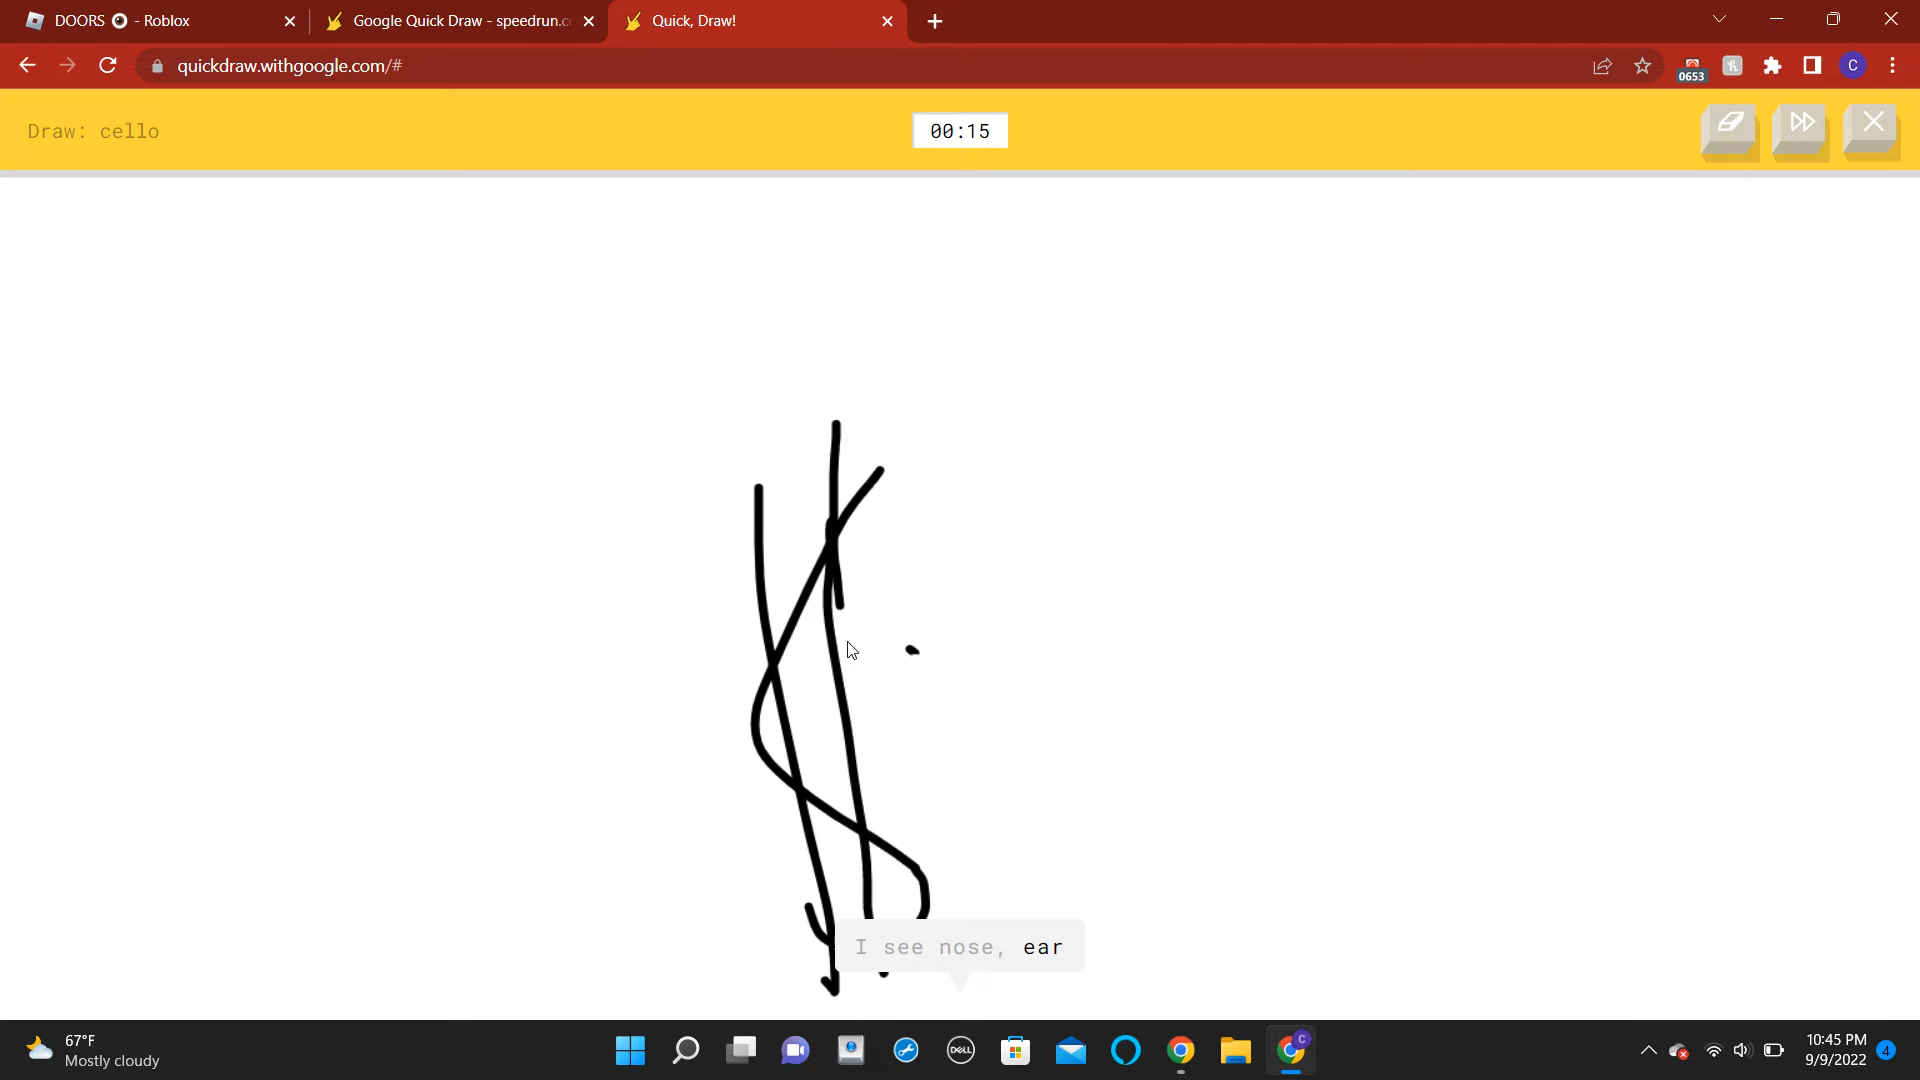 DOORS - Roblox
Google Quick Draw - speedrun.c
Quick, Draw!
quickdraw.withgoogle.com/#
0653
C
Draw: cello
00:15
I see nose, ear
67°F
Mostly cloudy
DELL
C
10:45 PM
9/9/2022
4